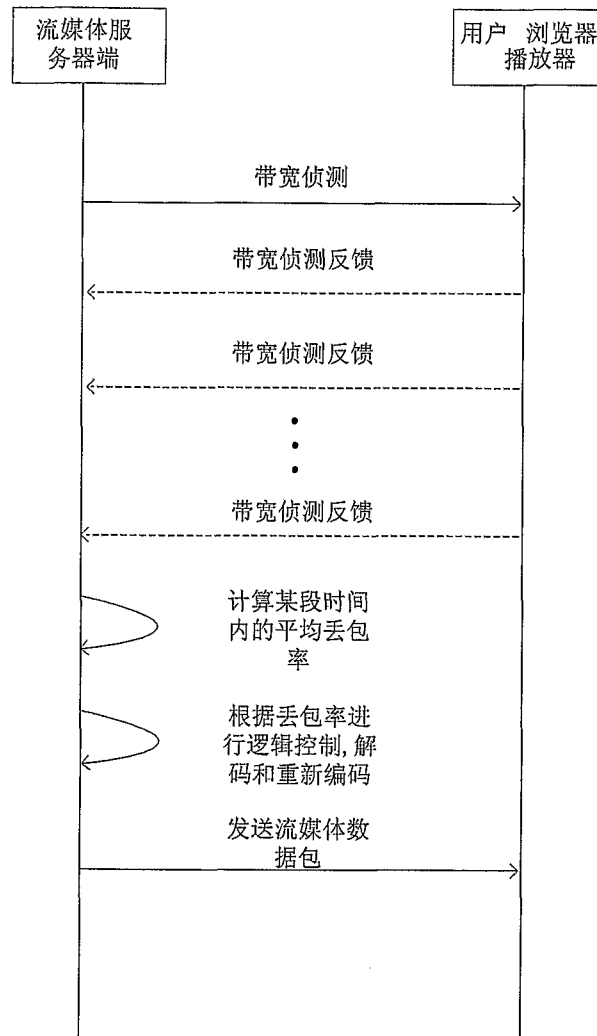 流媒体服
务器端
用户 浏览器
播放器
带宽侦测
带宽侦测反馈
带宽侦测反馈
带宽侦测反馈
计算某段时间
内的平均丢包
率
根据丢包率进
行逻辑控制,解
码和重新编码
发送流媒体数
据包